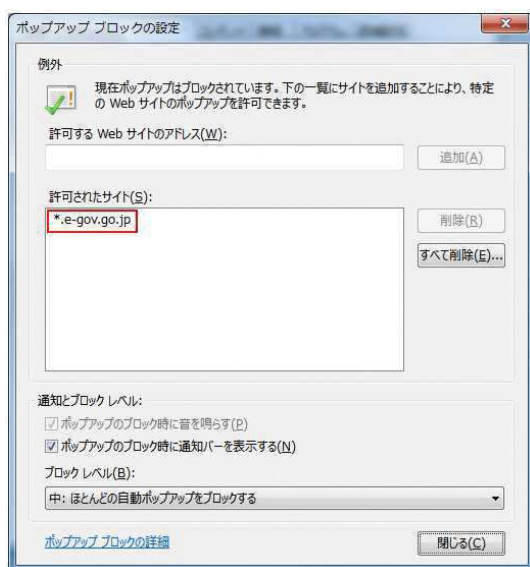 ポップアップ ブロックの設定
例外
現在ポップアップはブロックされています。下の一覧にサイトを追加することにより、特定
の Web サイトのポップアップを許可できます。
許可する Web サイトのアドレス(W):
追加(A)
許可されたサイト(S):
*.e-gov.go.jp
削除(R)
すべて削除(E)...
通知とブロック レベル:
ポップアップのブロック時に音を鳴らす(P)
ポップアップのブロック時に通知バーを表示する(N)
ブロック レベル(B):
中: ほとんどの自動ポップアップをブロックする
ポップアップ ブロックの詳細
閉じる(C)